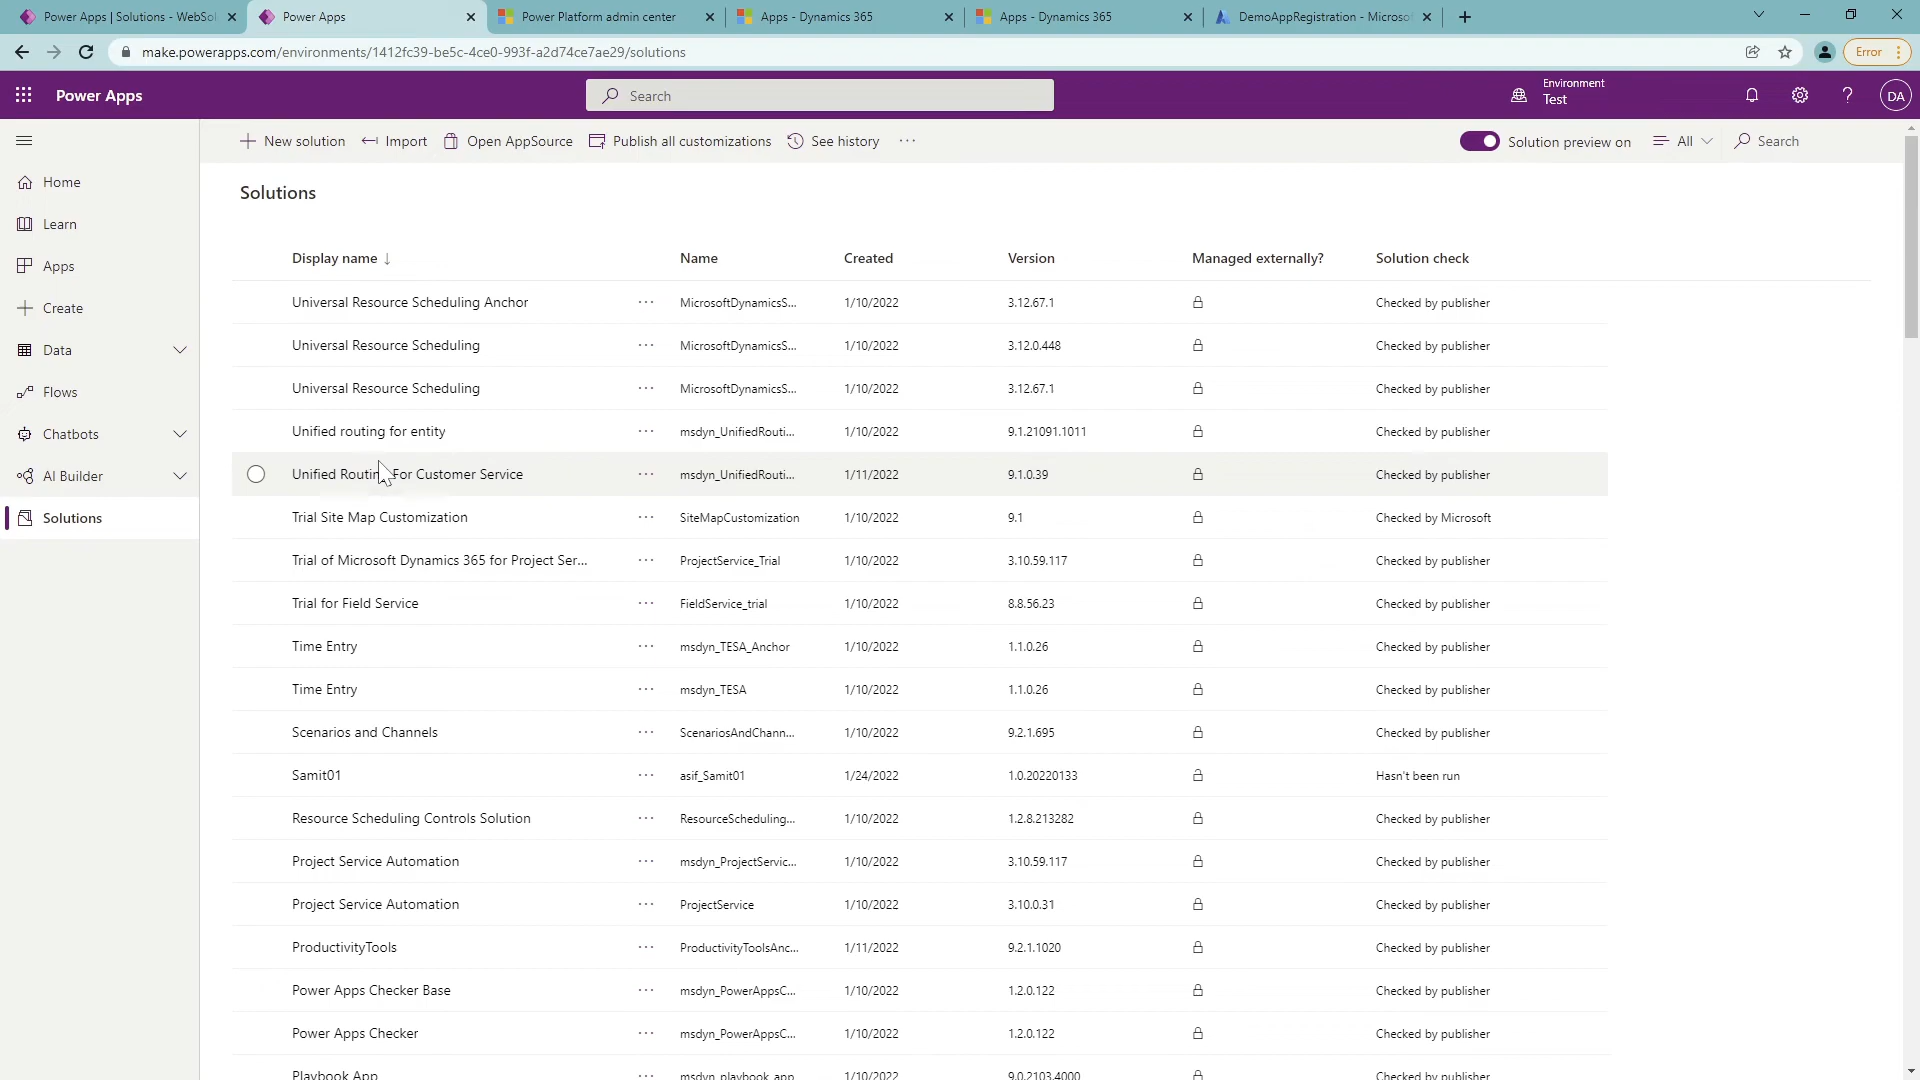 Power Apps | Solutions - WebSol
Power Apps
Power Platform admin center
Apps - Dynamics 365
Apps - Dynamics 365
DemoAppRegistration - Microsof
make.powerapps.com/environments/1412fc39-be5c-4ce0-993f-a2d74ce7ae29/solutions
Error
Power Apps
Search
Environment
Test
DA
New solution
Import
Open AppSource
Publish all customizations
See history
Solution preview on
All
Search
Home
Learn
Apps
Create
Data
Flows
Chatbots
AI Builder
Solutions
Solutions
Display name Name Created Version Managed externally? Solution check
Universal Resource Scheduling Anchor ··· MicrosoftDynamicsS... 1/10/2022 3.12.67.1 Checked by publisher
Universal Resource Scheduling ··· MicrosoftDynamicsS... 1/10/2022 3.12.0.448 Checked by publisher
Universal Resource Scheduling ··· MicrosoftDynamicsS... 1/10/2022 3.12.67.1 Checked by publisher
Unified routing for entity ··· msdyn_UnifiedRouti... 1/10/2022 9.1.21091.1011 Checked by publisher
Unified Routing For Customer Service ··· msdyn_UnifiedRouti... 1/11/2022 9.1.0.39 Checked by publisher
Trial Site Map Customization ··· SiteMapCustomization 1/10/2022 9.1 Checked by Microsoft
Trial of Microsoft Dynamics 365 for Project Ser... ··· ProjectService_Trial 1/10/2022 3.10.59.117 Checked by publisher
Trial for Field Service ··· FieldService_trial 1/10/2022 8.8.56.23 Checked by publisher
Time Entry ··· msdyn_TESA_Anchor 1/10/2022 1.1.0.26 Checked by publisher
Time Entry ··· msdyn_TESA 1/10/2022 1.1.0.26 Checked by publisher
Scenarios and Channels ··· ScenariosAndChann... 1/10/2022 9.2.1.695 Checked by publisher
Samit01 ··· asif_Samit01 1/24/2022 1.0.20220133 Hasn't been run
Resource Scheduling Controls Solution ··· ResourceScheduling... 1/10/2022 1.2.8.213282 Checked by publisher
Project Service Automation ··· msdyn_ProjectServic... 1/10/2022 3.10.59.117 Checked by publisher
Project Service Automation ··· ProjectService 1/10/2022 3.10.0.31 Checked by publisher
ProductivityTools ··· ProductivityToolsAnc... 1/11/2022 9.2.1.1020 Checked by publisher
Power Apps Checker Base ··· msdyn_PowerAppsC... 1/10/2022 1.2.0.122 Checked by publisher
Power Apps Checker ··· msdyn_PowerAppsC... 1/10/2022 1.2.0.122 Checked by publisher
Playbook App ··· msdyn_playbook_app 1/10/2022 9.0.2103.4000 Checked by publisher